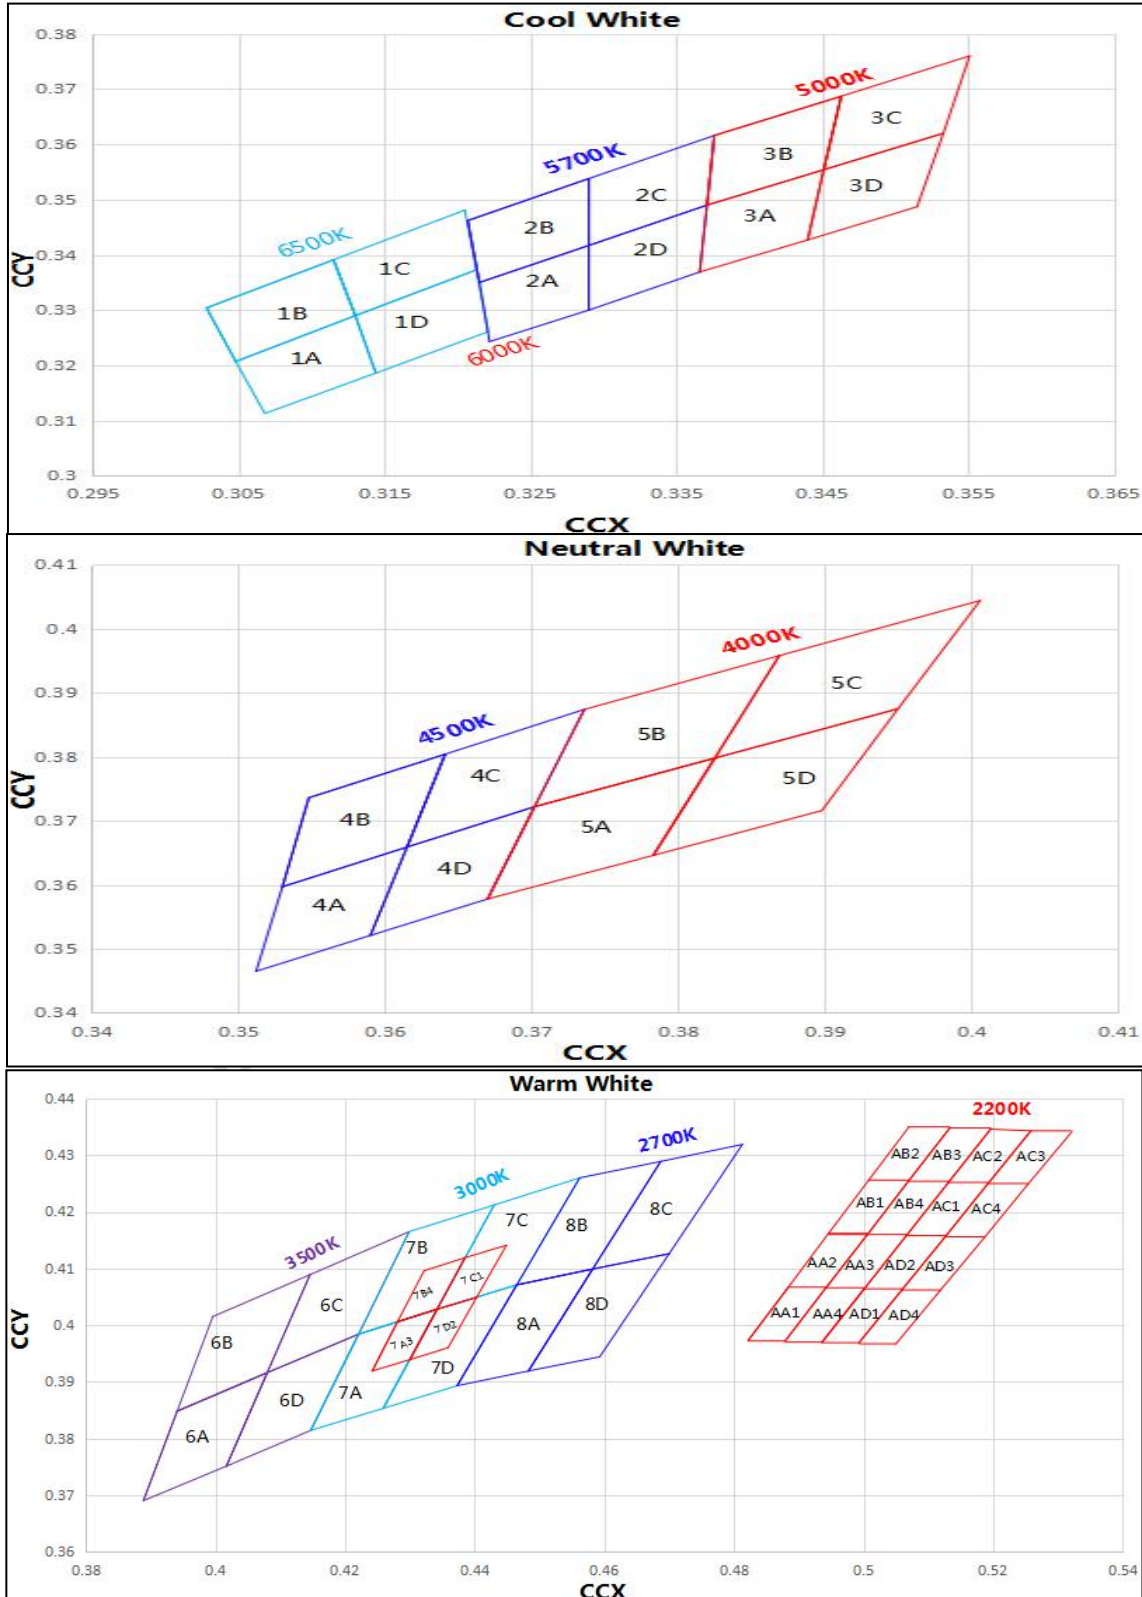 Cool White
0.38
5000K
0.37
3C
0.36
5700K
3B
3D
0.35
2C
3A
2B
6500K
2D
0.34
CCY
1C
2A
0.33
1B
1D
6000K
1A
0.32
0.31
0.3
0.295 0.305 0.315 0.325 0.335 0.345 0.355 0.365
CCX
Neutral White
0.41
0.4
4000K
5C
0.39
4500K
5B
0.38
4C
5D
CCY
4B
5A
0.37
4D
0.36
4A
0.35
0.34
0.34 0.35 0.36 0.37 0.38 0.39 0.4 0.41
CCX
Warm White
0.44
2200K
2700K
0.43
AB2 AB3 AC2 AC3
3000K
8C
0.42
7C 8B
AB1 AB4 AC1 AC4
3500K
7B
0.41
AA2 AA3 AD2 AD3
7C1
7B4
6C
8D
AA1 AA4 AD1 AD4
0.4
CCY
6B
7D2
8A
7A3
0.39
7D
6D 7A
0.38
6A
0.37
0.36
0.38 0.4 0.42 0.44 0.46 0.48 0.5 0.52 0.54
CCX